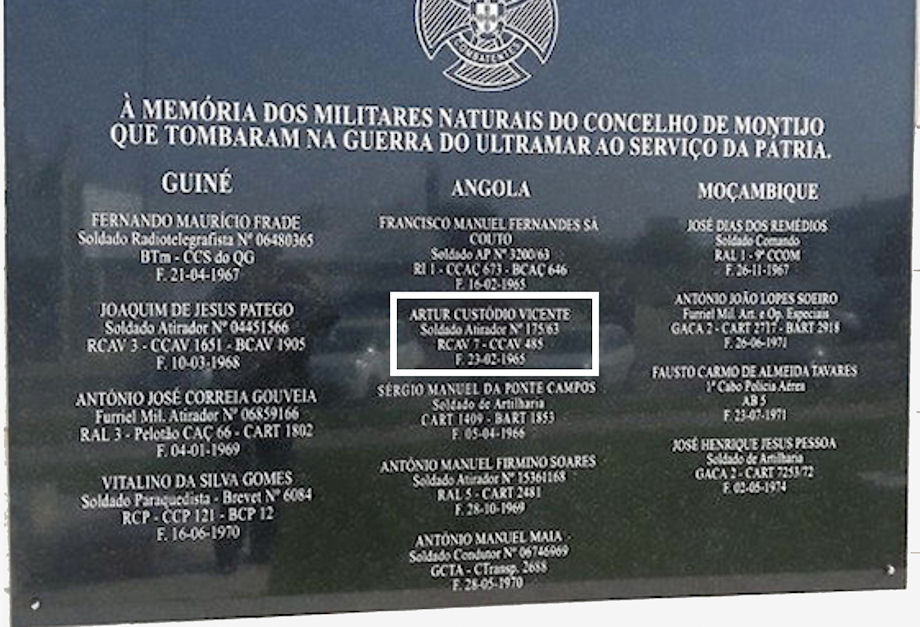 COMBATENTES
À MEMÓRIA DOS MILITARES NATURAIS DO CONCELHO DE MONTIJO
QUE TOMBARAM NA GUERRA DO ULTRAMAR AO SERVIÇO DA PÁTRIA.
GUINÉ
FERNANDO MAURÍCIO FRADE
Soldado Radiotelegrafista Nº 06480365
BTm - CCS do QG
F. 21-04-1967
JOAQUIM DE JESUS PATEGO
Soldado Atirador Nº 04451566
RCAV 3 - CCAV 1651 - BCAV 1905
F. 10-03-1968
ANTÓNIO JOSÉ CORREIA GOUVEIA
Furriel Mil. Atirador Nº 06859166
RAL 3 - Pelotão CAÇ 66 - CART 1802
F. 04-01-1969
VITALINO DA SILVA GOMES
Soldado Paraquedista - Brevet Nº 6084
RCP - CCP 121 - BCP 12
F. 16-06-1970
ANGOLA
FRANCISCO MANUEL FERNANDES SÁ
COUTO
Soldado AP Nº 3200/63
RI 1 - CCAÇ 673 - BCAÇ 646
F. 16-02-1965
ARTUR CUSTÓDIO VICENTE
Soldado Atirador Nº 175/63
RCAV 7 - CCAV 485
F. 23-02-1965
SÉRGIO MANUEL DA PONTE CAMPOS
Soldado de Artilharia
CART 1409 - BART 1853
F. 05-04-1966
ANTÓNIO MANUEL FIRMINO SOARES
Soldado Atirador Nº 15361168
RAL 5 - CART 2481
F. 28-10-1969
ANTÓNIO MANUEL MAIA
Soldado Condutor Nº 06746969
GCTA - CTransp. 2688
F. 28-05-1970
MOÇAMBIQUE
JOSÉ DIAS DOS REMÉDIOS
Soldado Comando
RAL 1 - 9ª CCOM
F. 26-11-1967
ANTÓNIO JOÃO LOPES SOEIRO
Furriel Mil. Art. e Op. Especiais
GACA 2 - CART 2717 - BART 2918
F. 26-06-1971
FAUSTO CARMO DE ALMEIDA TAVARES
1º Cabo Polícia Aérea
AB 5
F. 23-07-1971
JOSÉ HENRIQUE JESUS PESSOA
Soldado de Artilharia
GACA 2 - CART 7253/72
F. 02-05-1974